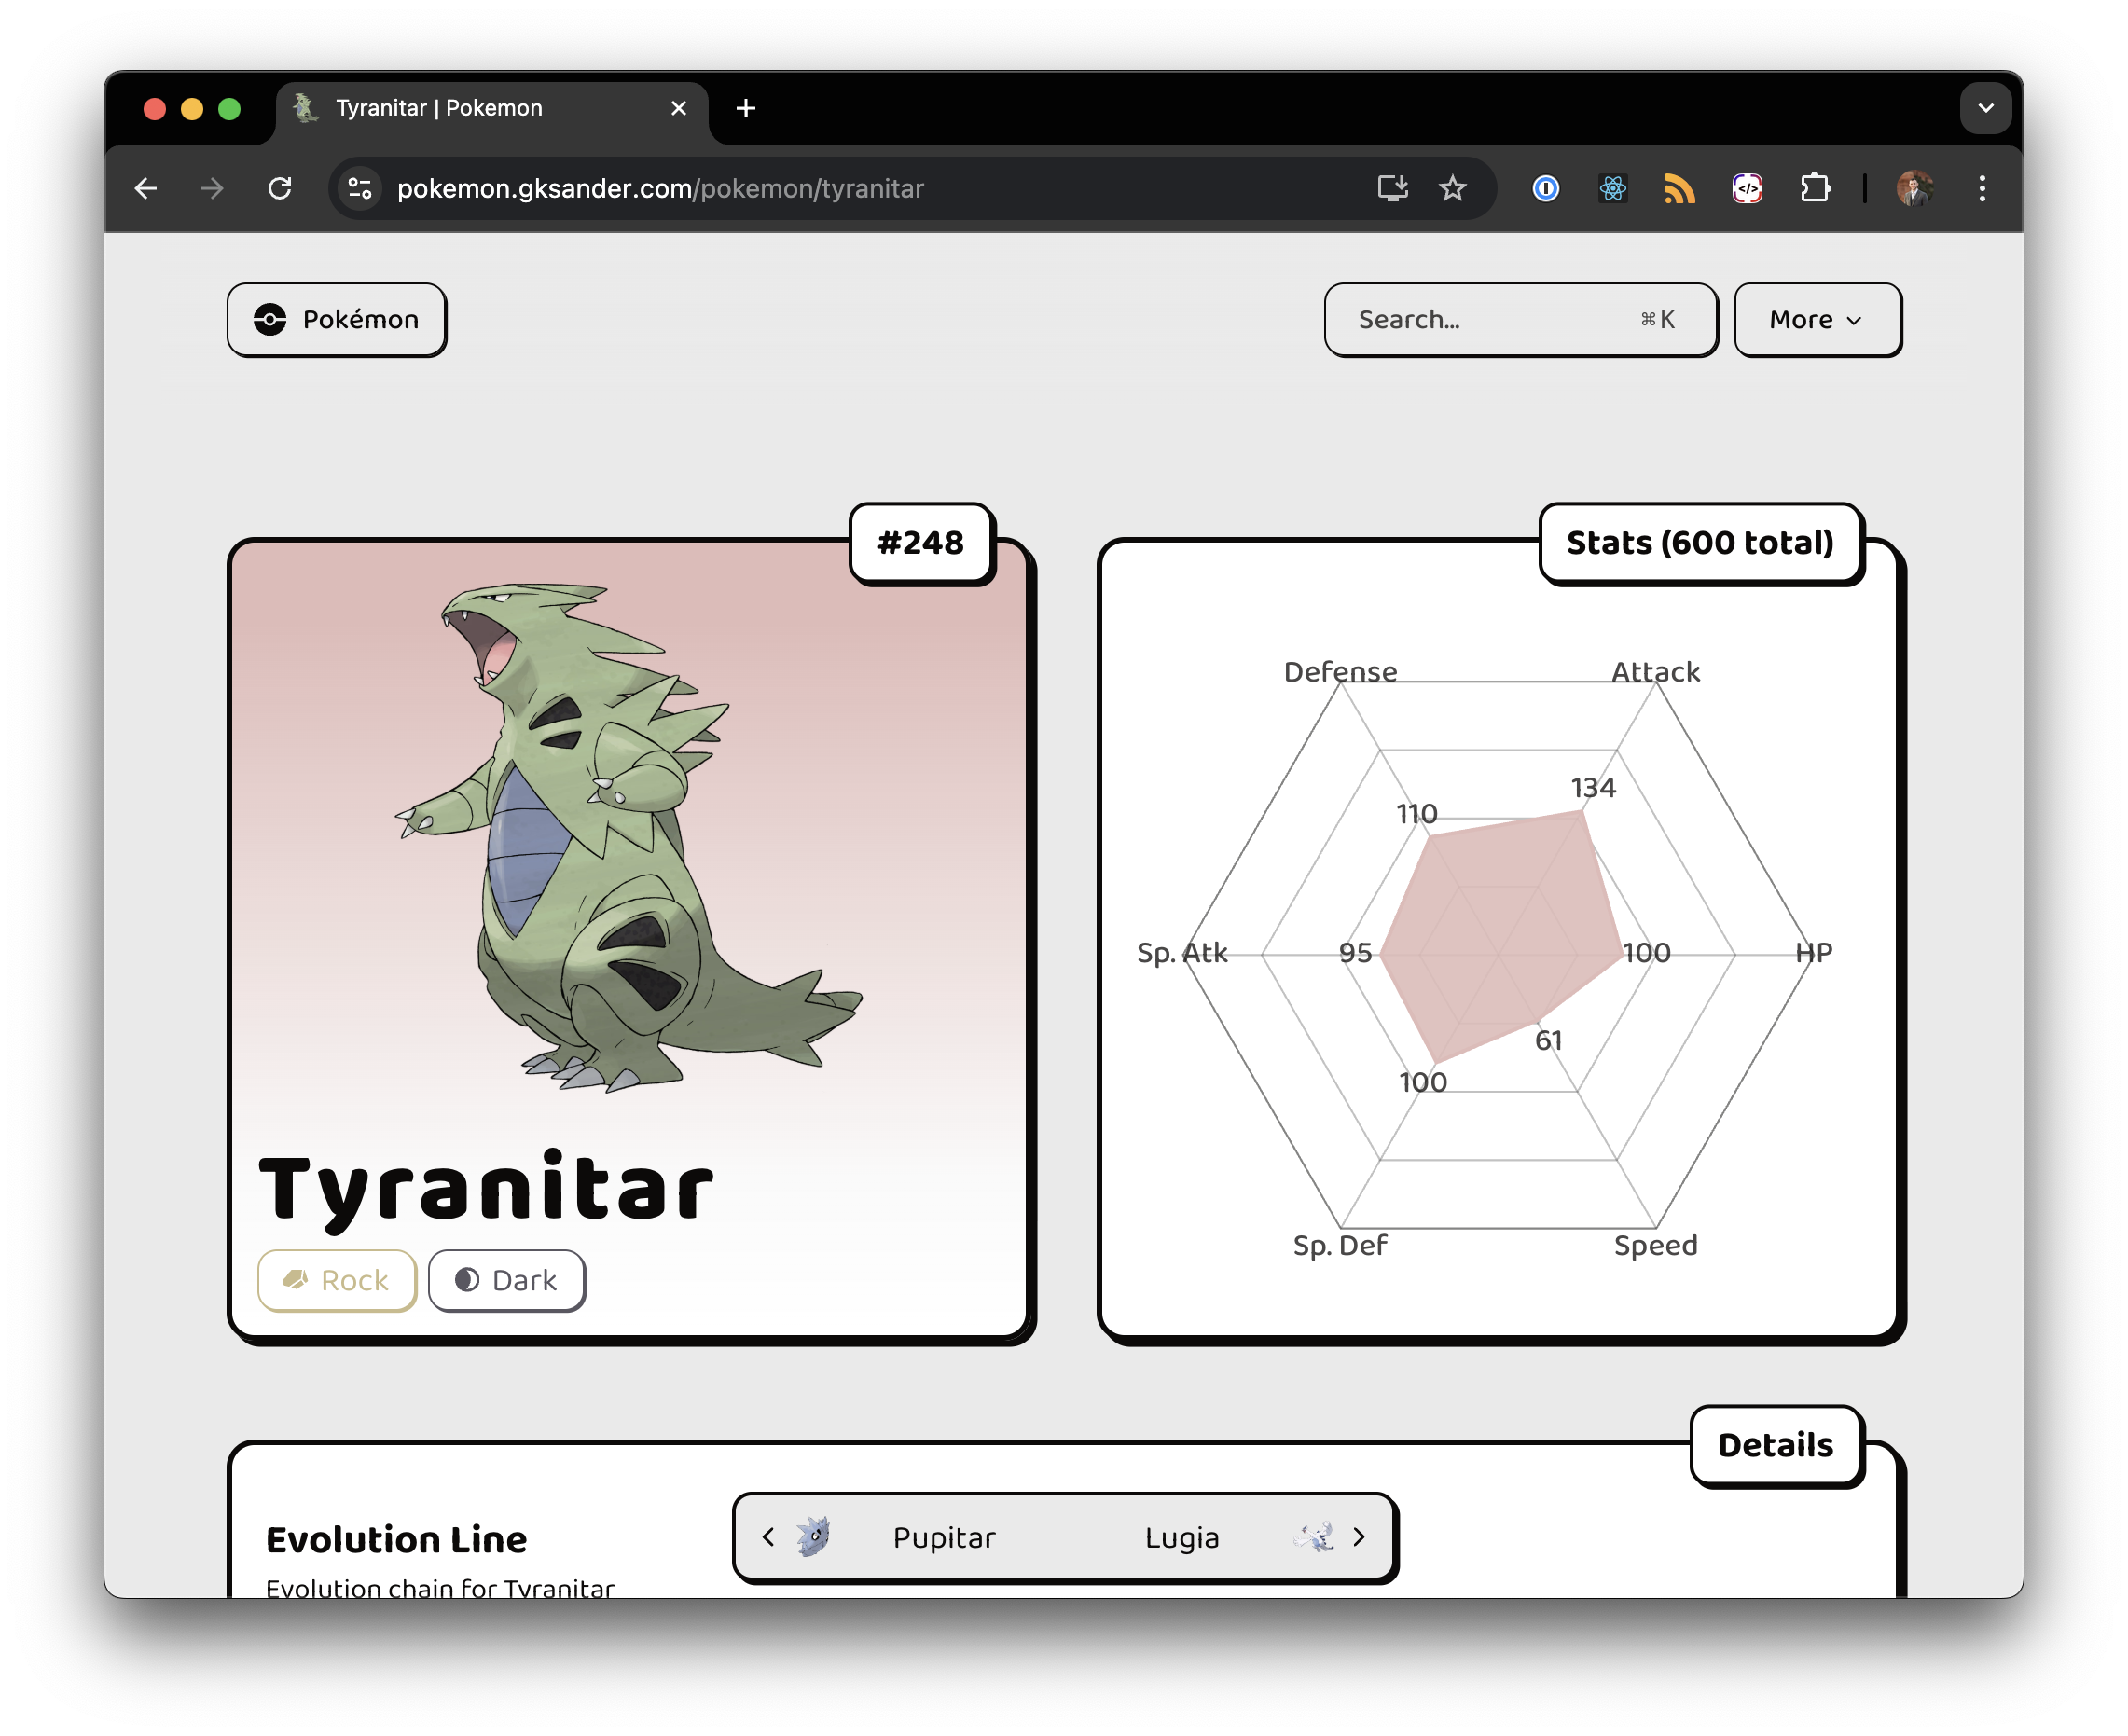 Tyranitar | Pokemon
pokemon.gksander.com/pokemon/tyranitar
Pokémon
Search...
⌘K
More
#248
Tyranitar
Rock
Dark
Stats (600 total)
Defense
Attack
134
110
Sp. Atk
95
100
HP
61
100
Sp. Def
Speed
Details
Evolution Line
Evolution chain for Tyranitar
Pupitar
Lugia